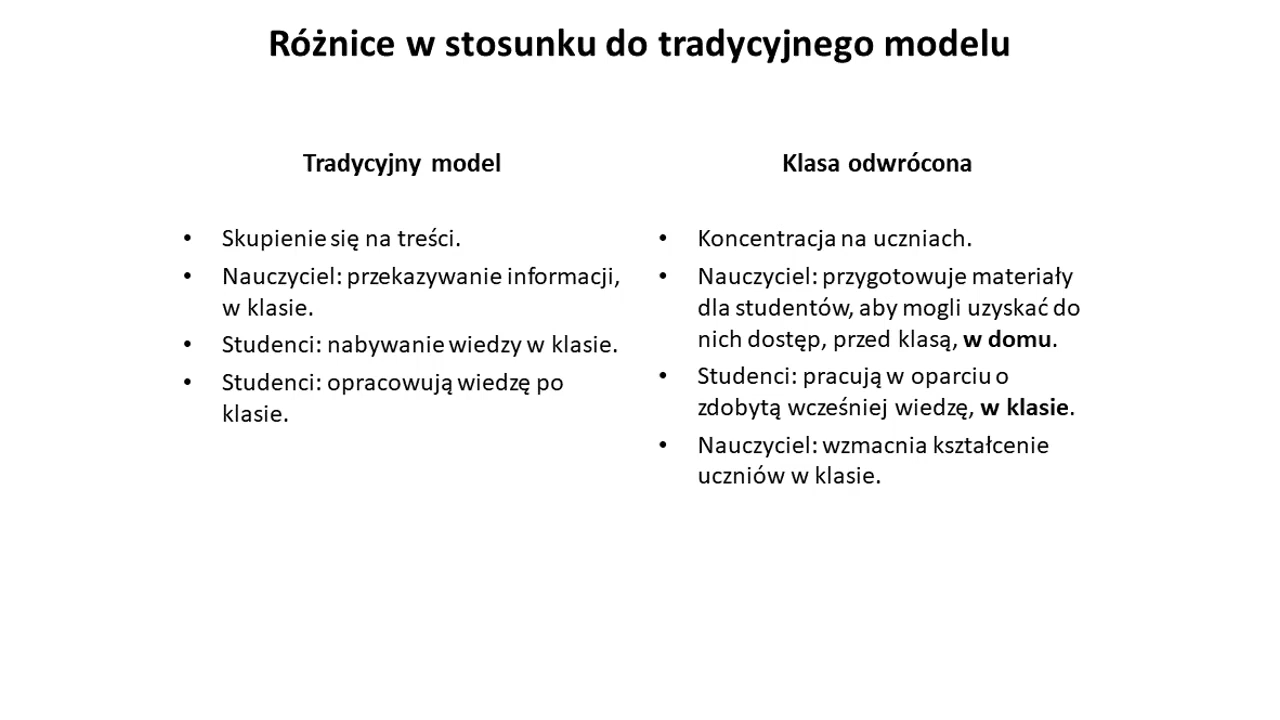 Różnice w stosunku do tradycyjnego modelu
Tradycyjny model
• Skupienie się na treści.
• Nauczyciel: przekazywanie informacji,
w klasie.
• Studenci: nabywanie wiedzy w klasie.
• Studenci: opracowują wiedzę po
klasie.
Klasa odwrócona
• Koncentracja na uczniach.
• Nauczyciel: przygotowuje materiały
dla studentów, aby mogli uzyskać do
nich dostęp, przed klasą, w domu.
• Studenci: pracują w oparciu o
zdobytą wcześniej wiedzę, w klasie.
• Nauczyciel: wzmacnia kształcenie
uczniów w klasie.